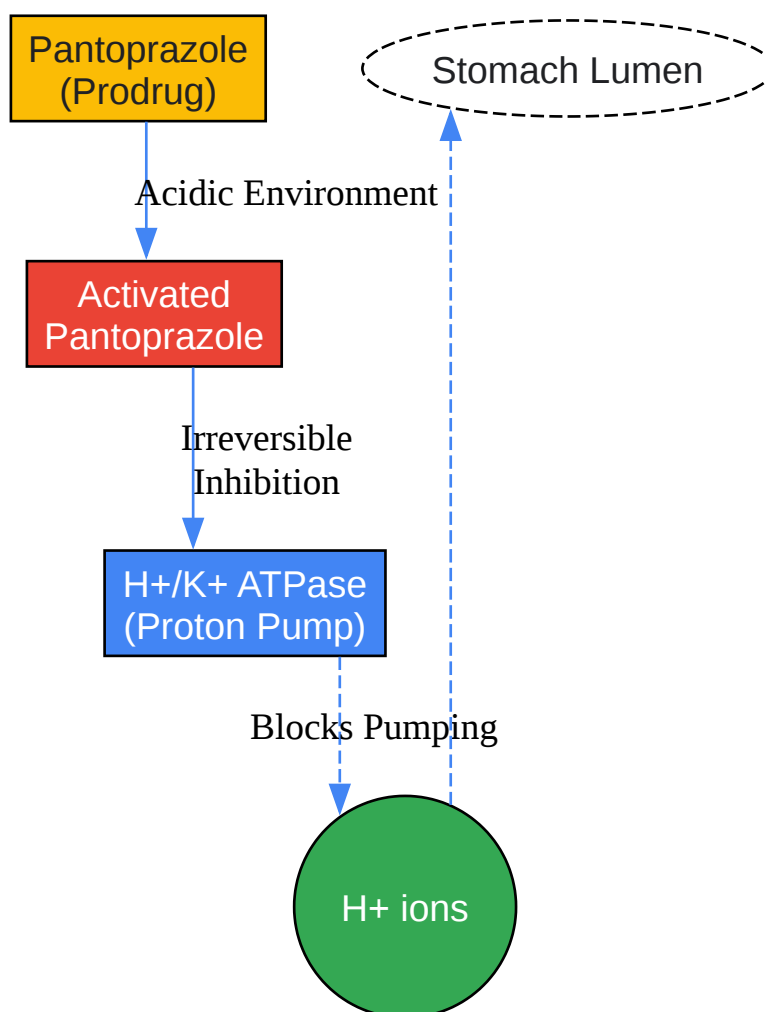 Pantoprazole
(Prodrug)
Stomach Lumen
Acidic Environment
Activated
Pantoprazole
Irreversible
Inhibition
H+/K+ ATPase
(Proton Pump)
Blocks Pumping
H+ ions